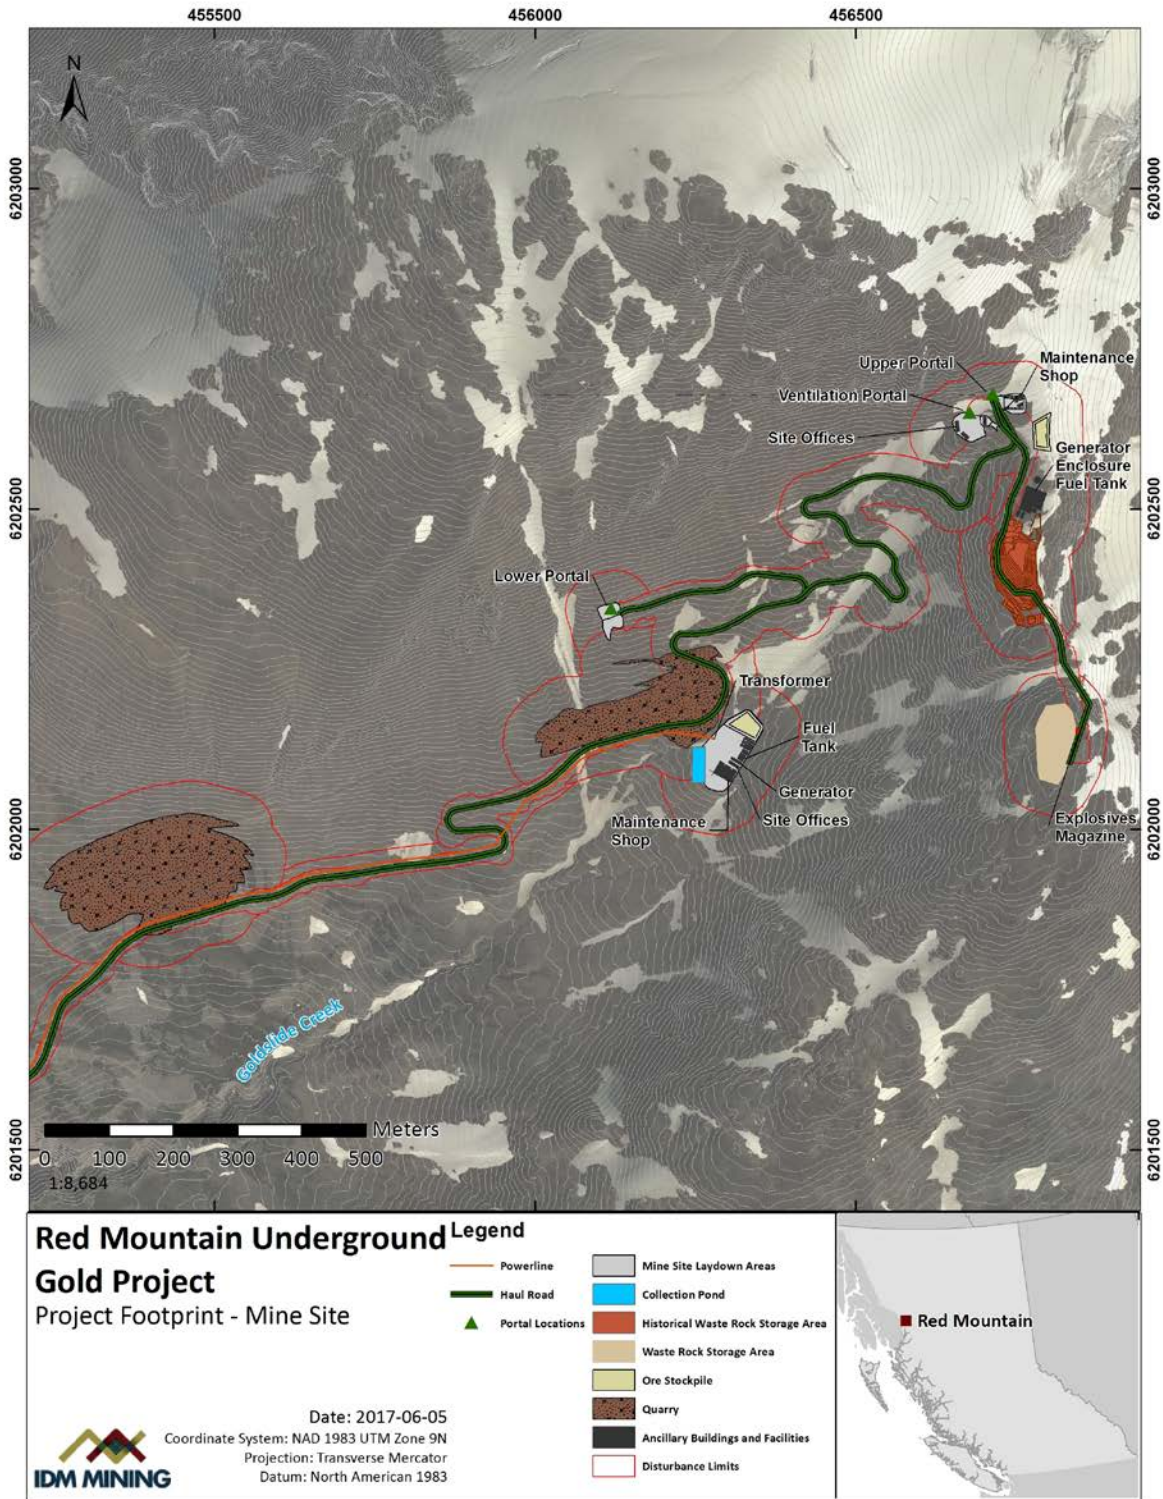 455500
456000
456500
N
6203000
6203000
Upper Portal
Maintenance
Shop
Ventilation Portal
Site Offices
Generator
Enclosure
Fuel Tank
6202500
6202500
Lower Portal
Transformer
Fuel
Tank
Generator
Maintenance
Shop
Site Offices
Explosives
Magazine
6202000
6202000
Goldslide Creek
Meters
0 100 200 300 400 500
1:8,684
6201500
6201500
Red Mountain Underground
Gold Project
Project Footprint - Mine Site
Date: 2017-06-05
Coordinate System: NAD 1983 UTM Zone 9N
Projection: Transverse Mercator
Datum: North American 1983
IDM MINING
Legend
Powerline
Haul Road
Portal Locations
Mine Site Laydown Areas
Collection Pond
Historical Waste Rock Storage Area
Waste Rock Storage Area
Ore Stockpile
Quarry
Ancillary Buildings and Facilities
Disturbance Limits
Red Mountain